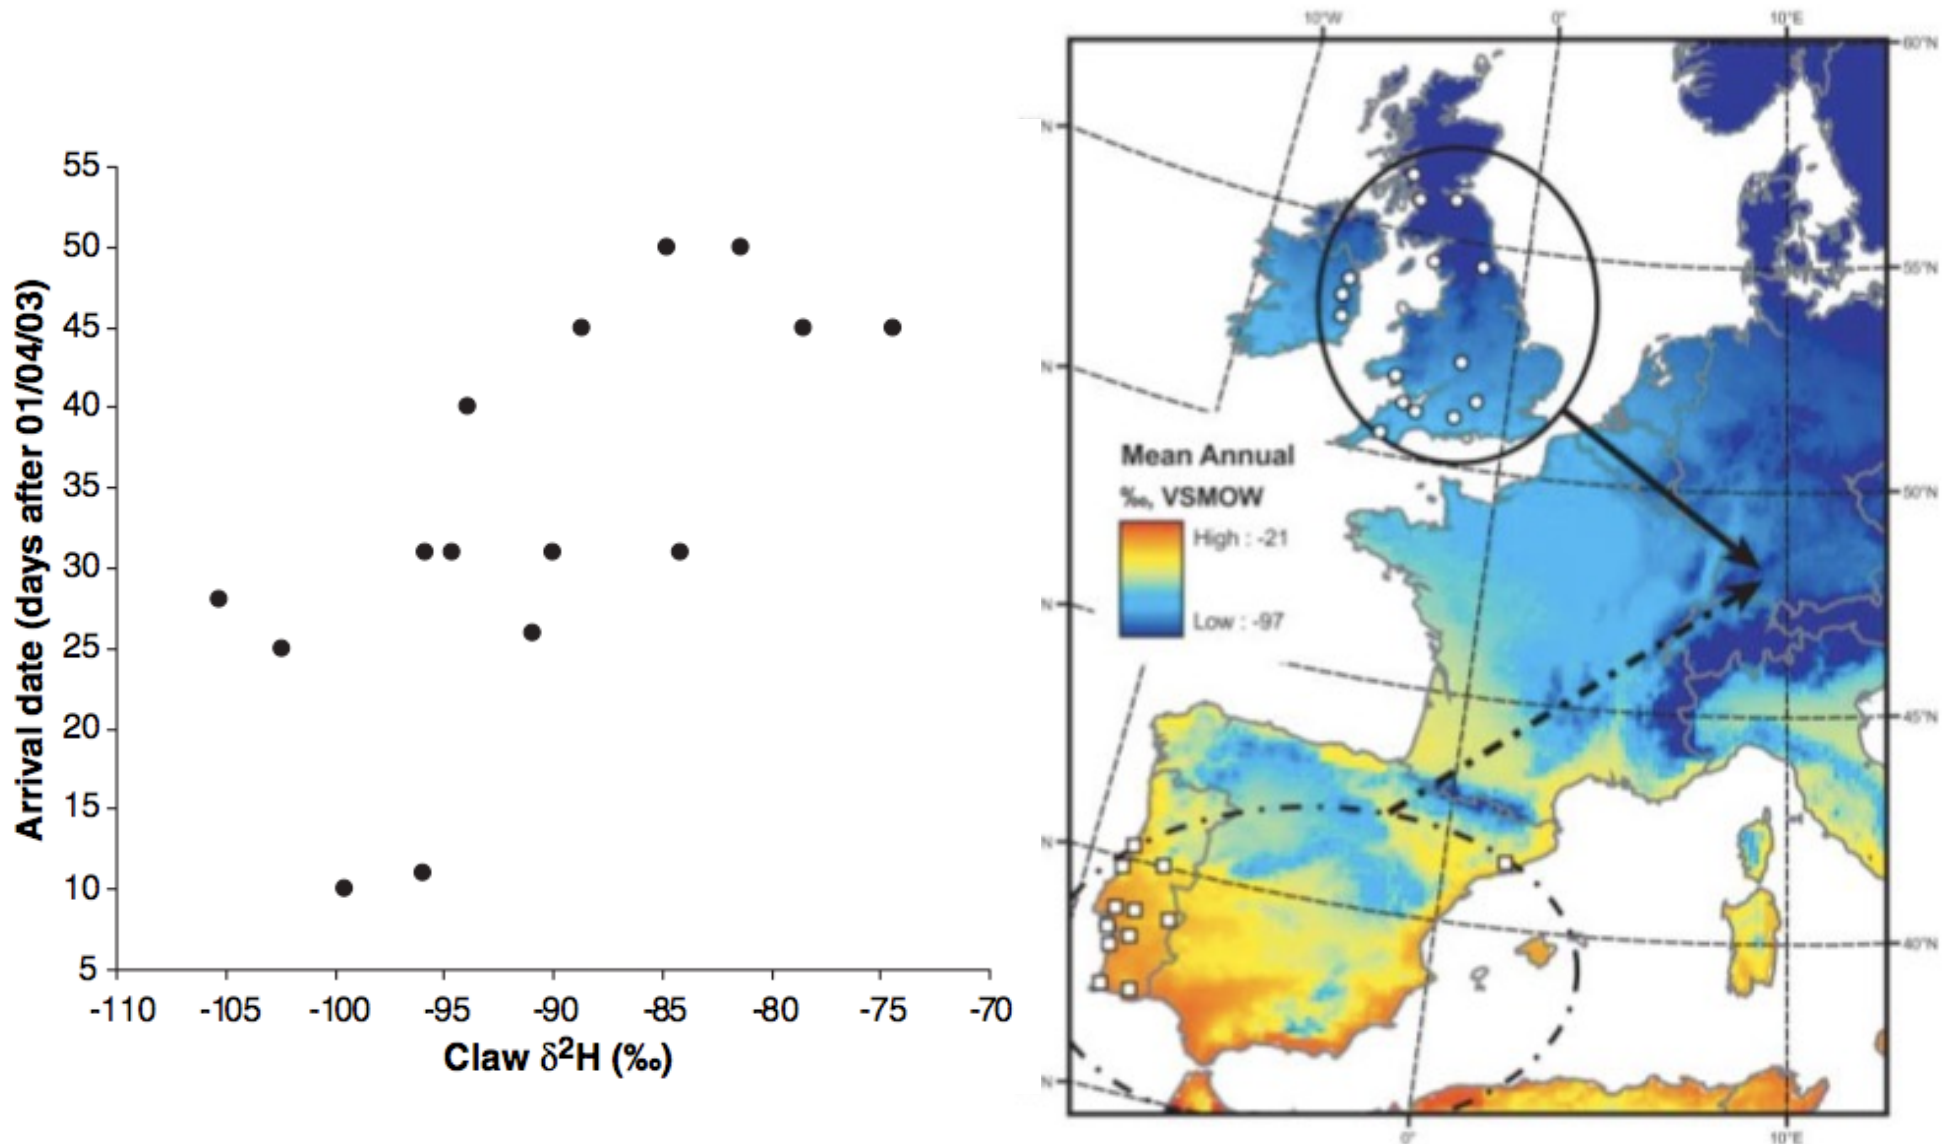 55
50
45
40
35
30
25
20
15
10
5
-110 -105 -100 -95 -90 -85 -80 -75 -70
Arrival date (days after 01/04/03)
Claw δ²H (‰)
10°W 0° 10°E
60°N
55°N
50°N
45°N
40°N
N
N
N
N
N
Mean Annual
‰, VSMOW
High : -21
Low : -97
0° 10°E